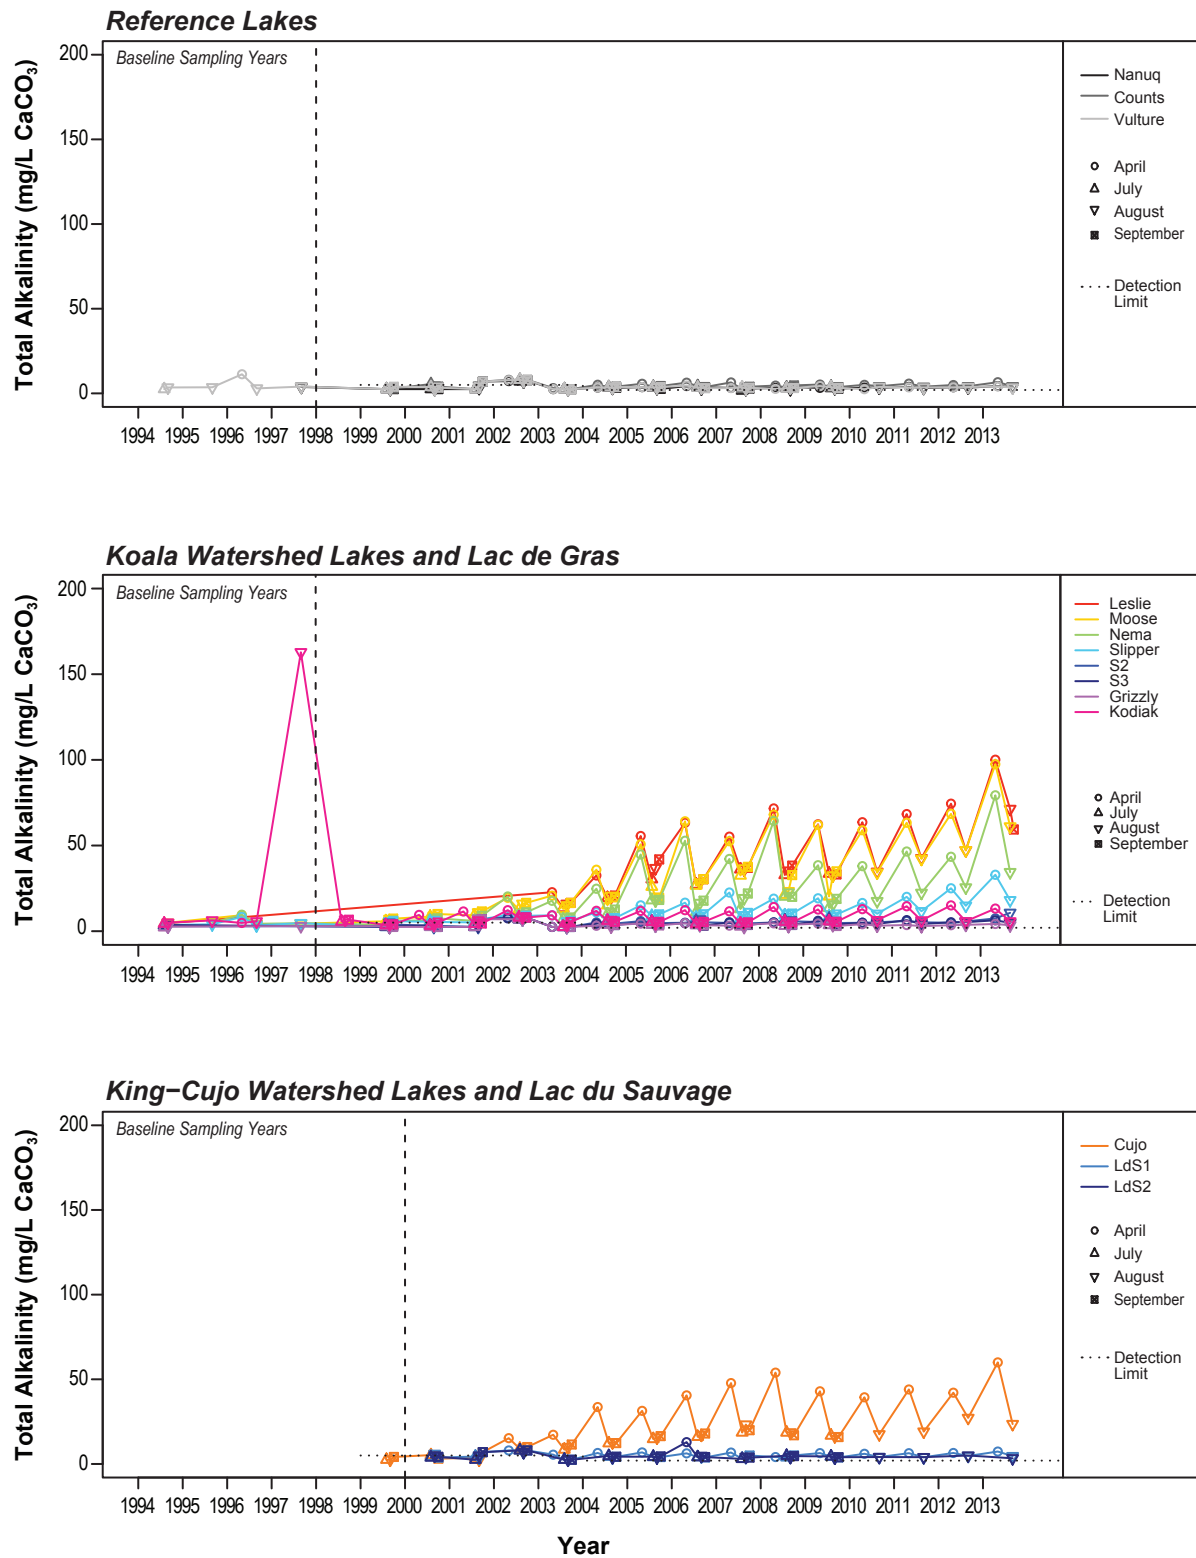 Reference Lakes
Total Alkalinity (mg/L CaCO3)
200
150
100
50
0
Baseline Sampling Years
Nanuq
Counts
Vulture
April
July
August
September
Detection
Limit
1994 1995 1996 1997 1998 1999 2000 2001 2002 2003 2004 2005 2006 2007 2008 2009 2010 2011 2012 2013
Koala Watershed Lakes and Lac de Gras
Total Alkalinity (mg/L CaCO3)
200
150
100
50
0
Baseline Sampling Years
Leslie
Moose
Nema
Slipper
S2
S3
Grizzly
Kodiak
April
July
August
September
Detection
Limit
1994 1995 1996 1997 1998 1999 2000 2001 2002 2003 2004 2005 2006 2007 2008 2009 2010 2011 2012 2013
King−Cujo Watershed Lakes and Lac du Sauvage
Total Alkalinity (mg/L CaCO3)
200
150
100
50
0
Baseline Sampling Years
Cujo
LdS1
LdS2
April
July
August
September
Detection
Limit
1994 1995 1996 1997 1998 1999 2000 2001 2002 2003 2004 2005 2006 2007 2008 2009 2010 2011 2012 2013
Year